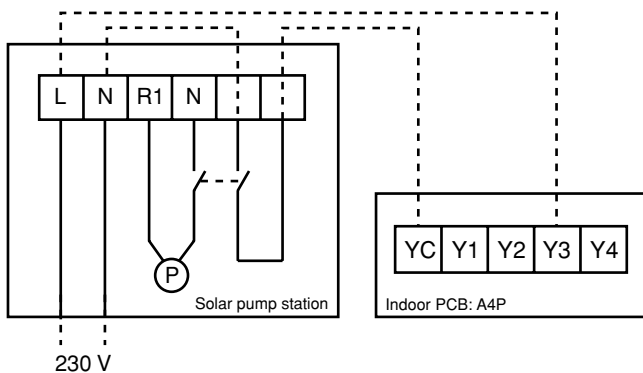 L N R1 N
YC Y1 Y2 Y3 Y4
P
Solar pump station
Indoor PCB: A4P
230 V